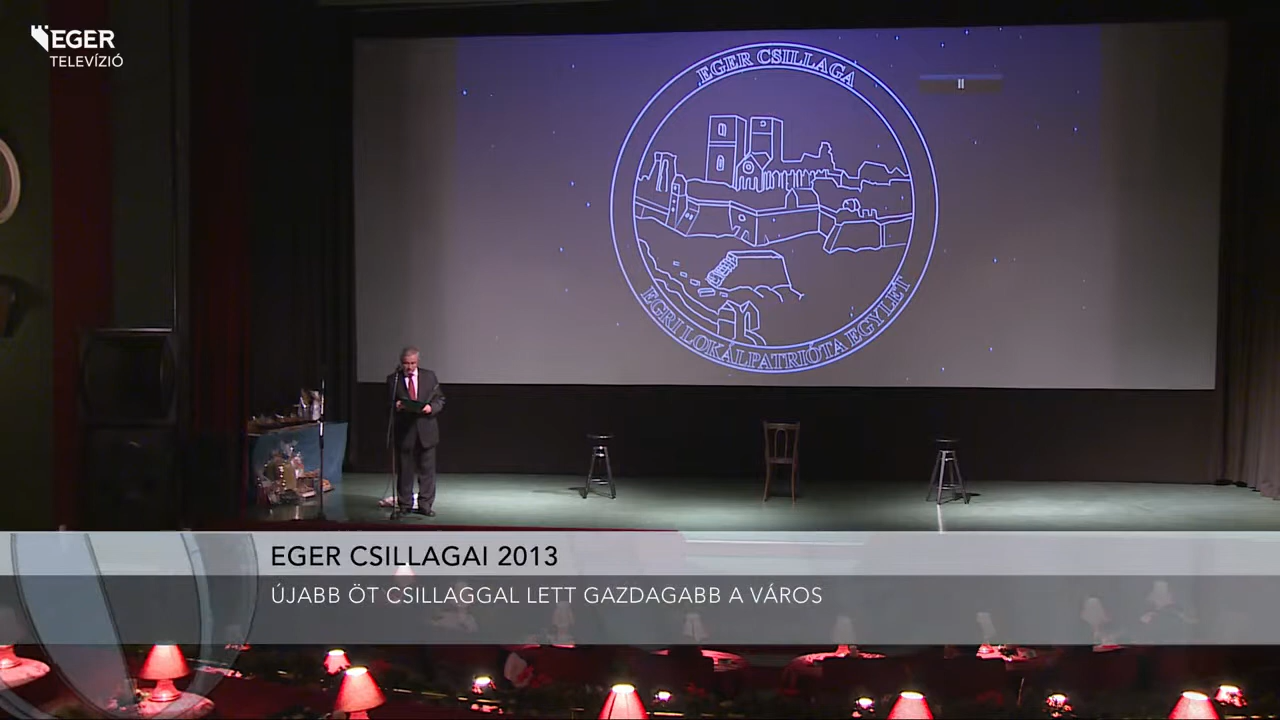 EGER
TELEVÍZIÓ
EGER CSILLAGA
EGRI LOKÁLPATRIÓTA EGYLET
EGER CSILLAGAI 2013
ÚJABB ÖT CSILLAGGAL LETT GAZDAGABB A VÁROS